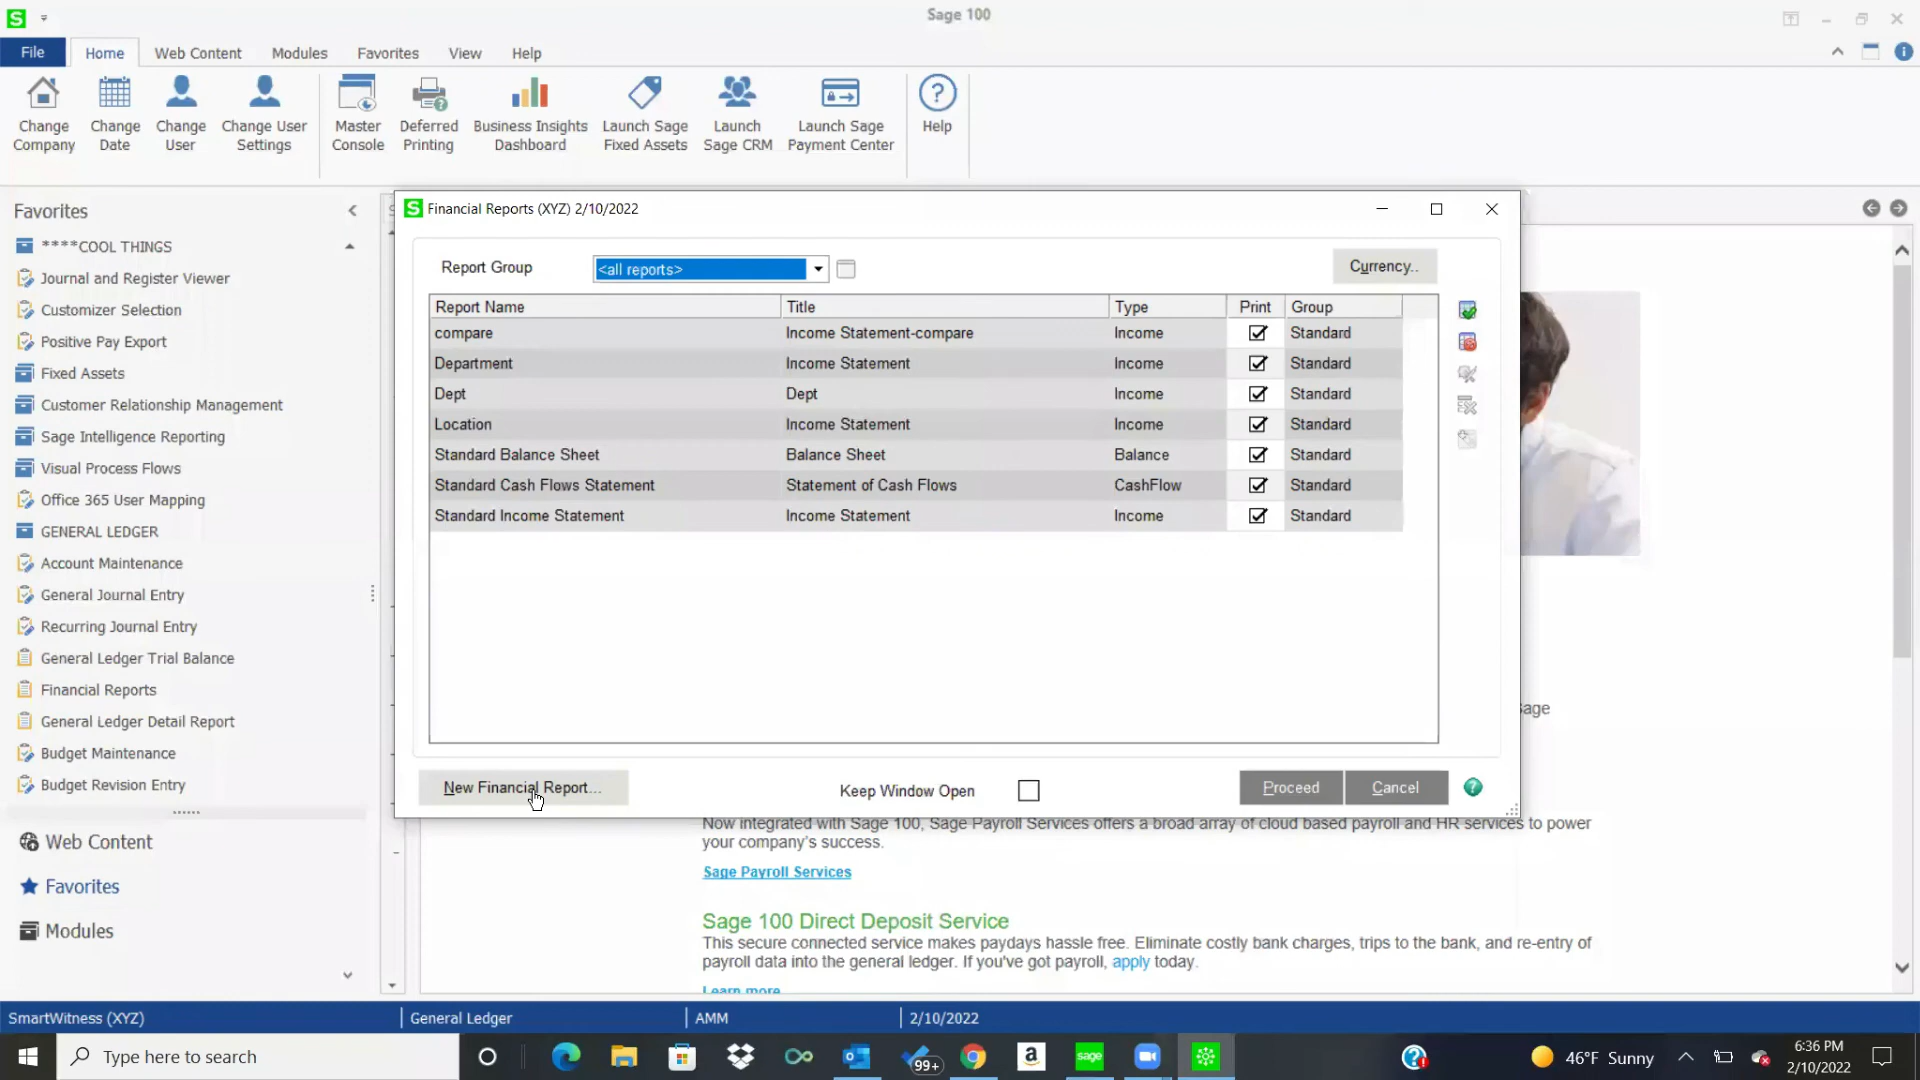 Sage 100
File Home Web Content Modules Favorites View Help
Change Company
Change Date
Change User
Change User Settings
Master Console
Deferred Printing
Business Insights Dashboard
Launch Sage Fixed Assets
Launch Sage CRM
Launch Sage Payment Center
Help
Favorites
****COOL THINGS
Journal and Register Viewer
Customizer Selection
Positive Pay Export
Fixed Assets
Customer Relationship Management
Sage Intelligence Reporting
Visual Process Flows
Office 365 User Mapping
GENERAL LEDGER
Account Maintenance
General Journal Entry
Recurring Journal Entry
General Ledger Trial Balance
Financial Reports
General Ledger Detail Report
Budget Maintenance
Budget Revision Entry
Web Content
Favorites
Modules
Financial Reports (XYZ) 2/10/2022
Report Group <all reports> Currency..
Report Name Title Type Print Group
compare Income Statement-compare Income Standard
Department Income Statement Income Standard
Dept Dept Income Standard
Location Income Statement Income Standard
Standard Balance Sheet Balance Sheet Balance Standard
Standard Cash Flows Statement Statement of Cash Flows CashFlow Standard
Standard Income Statement Income Statement Income Standard
New Financial Report... Keep Window Open Proceed Cancel
Sage
Now integrated with Sage 100, Sage Payroll Services offers a broad array of cloud based payroll and HR services to power
your company's success.
Sage Payroll Services
Sage 100 Direct Deposit Service
This secure connected service makes paydays hassle free. Eliminate costly bank charges, trips to the bank, and re-entry of
payroll data into the general ledger. If you've got payroll, apply today.
Learn more
SmartWitness (XYZ) General Ledger AMM 2/10/2022
Type here to search
99+
sage
46°F Sunny
6:36 PM
2/10/2022